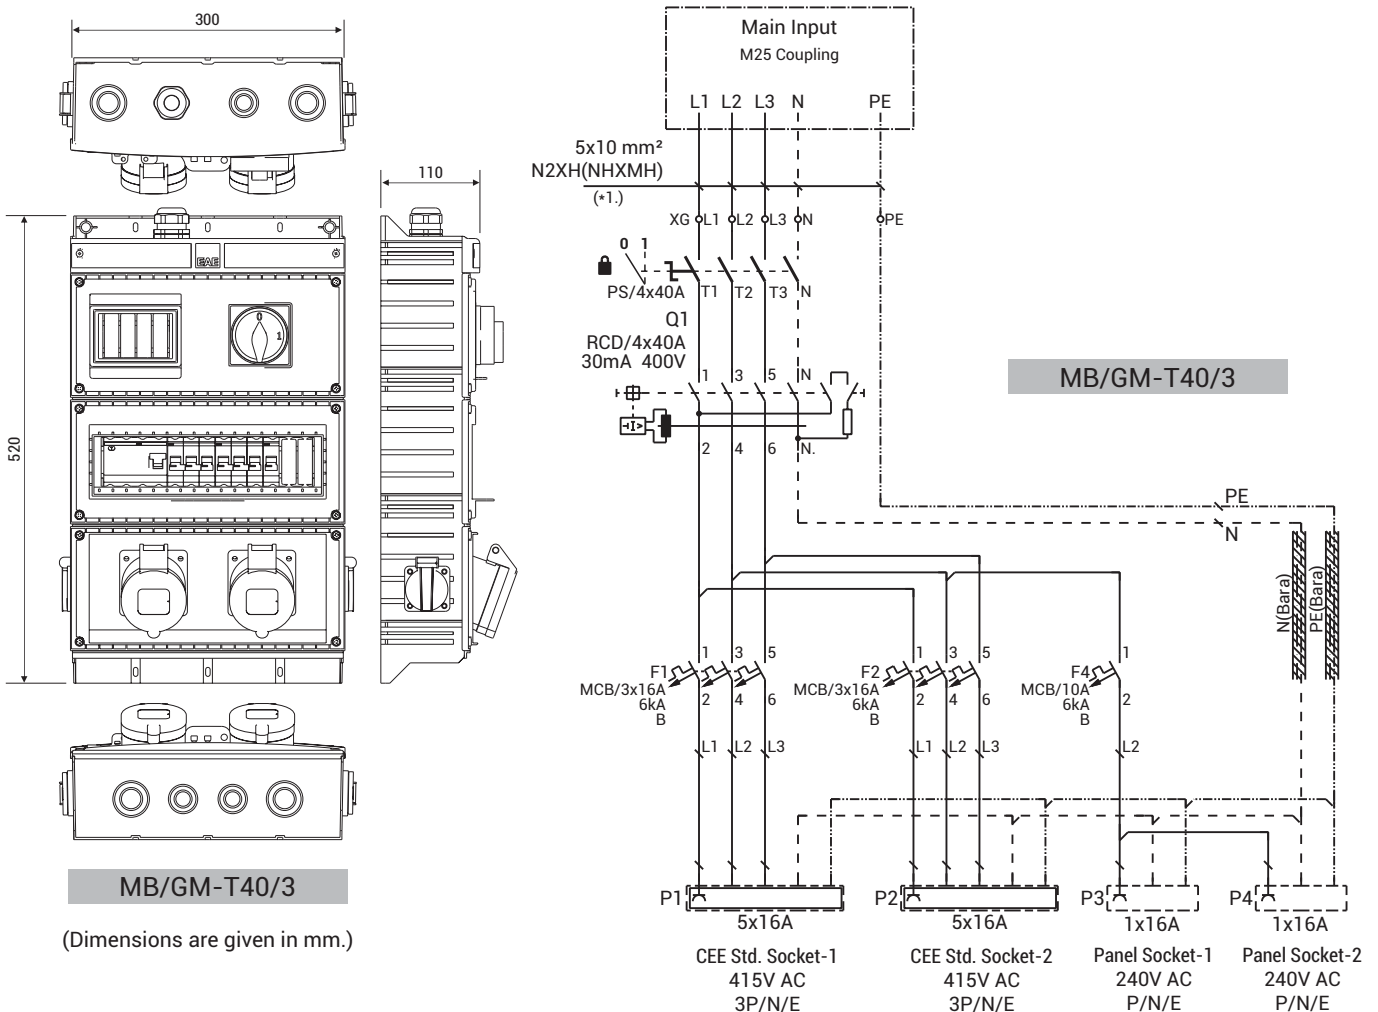 300
110
520
EAE
0
1
MB/GM-T40/3
(Dimensions are given in mm.)
Main Input
M25 Coupling
L1 L2 L3 N PE
5x10 mm²
N2XH(NHXMH)
(*1.)
XG L1 L2 L3 N PE
0 1
PS/4x40A T1 T2 T3 N
Q1
RCD/4x40A
30mA 400V
1 3 5 N
2 4 6 N.
MB/GM-T40/3
PE
N
N(Bara)
PE(Bara)
F1 1 3 5
MCB/3x16A
6kA
B
2 4 6
F2 1 3 5
MCB/3x16A
6kA
B
2 4 6
F4 1
MCB/10A
6kA
B
2
L1 L2 L3
L1 L2 L3
L2
P1
P2
P3
P4
5x16A
5x16A
1x16A
1x16A
CEE Std. Socket-1
415V AC
3P/N/E
CEE Std. Socket-2
415V AC
3P/N/E
Panel Socket-1
240V AC
P/N/E
Panel Socket-2
240V AC
P/N/E